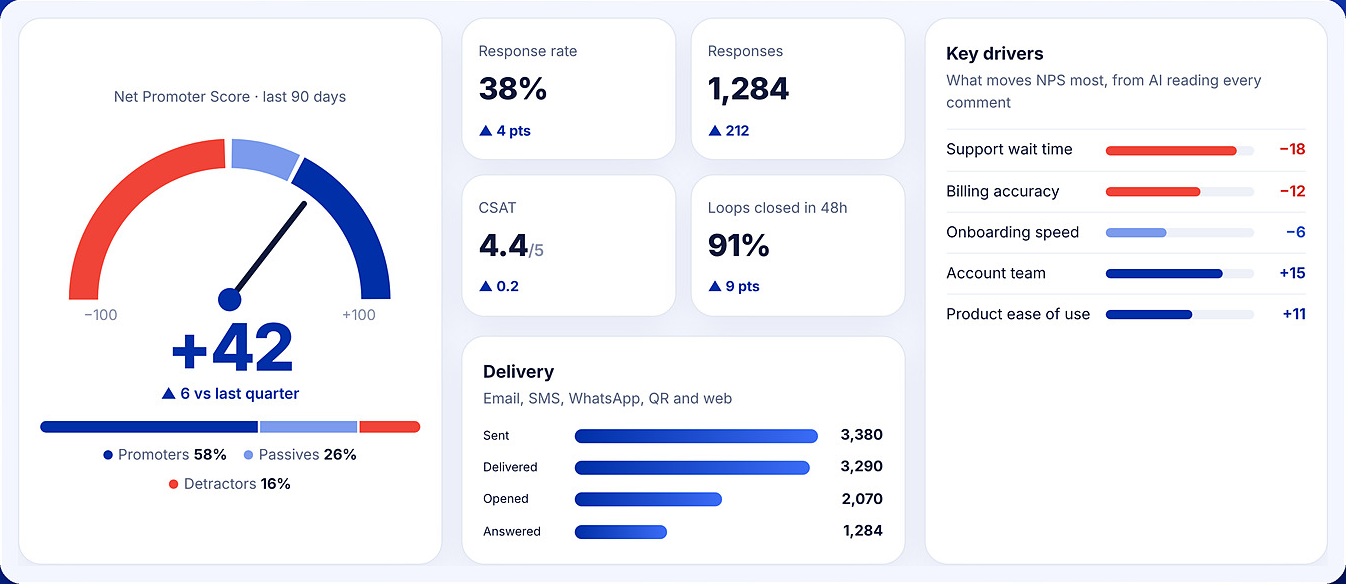 Net Promoter Score · last 90 days
−100
+100
+42
▲ 6 vs last quarter
Promoters 58%
Passives 26%
Detractors 16%
Response rate
38%
▲ 4 pts
Responses
1,284
▲ 212
CSAT
4.4/5
▲ 0.2
Loops closed in 48h
91%
▲ 9 pts
Delivery
Email, SMS, WhatsApp, QR and web
Sent 3,380
Delivered 3,290
Opened 2,070
Answered 1,284
Key drivers
What moves NPS most, from AI reading every
comment
Support wait time −18
Billing accuracy −12
Onboarding speed −6
Account team +15
Product ease of use +11